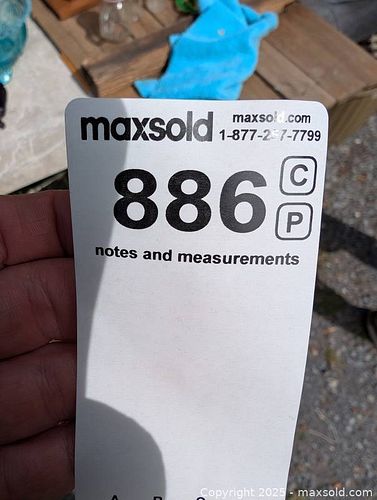 maxsold
maxsold.com
1-877-257-7799
886
C
P
notes and measurements
A B C
Copyright 2025 - maxsold.com